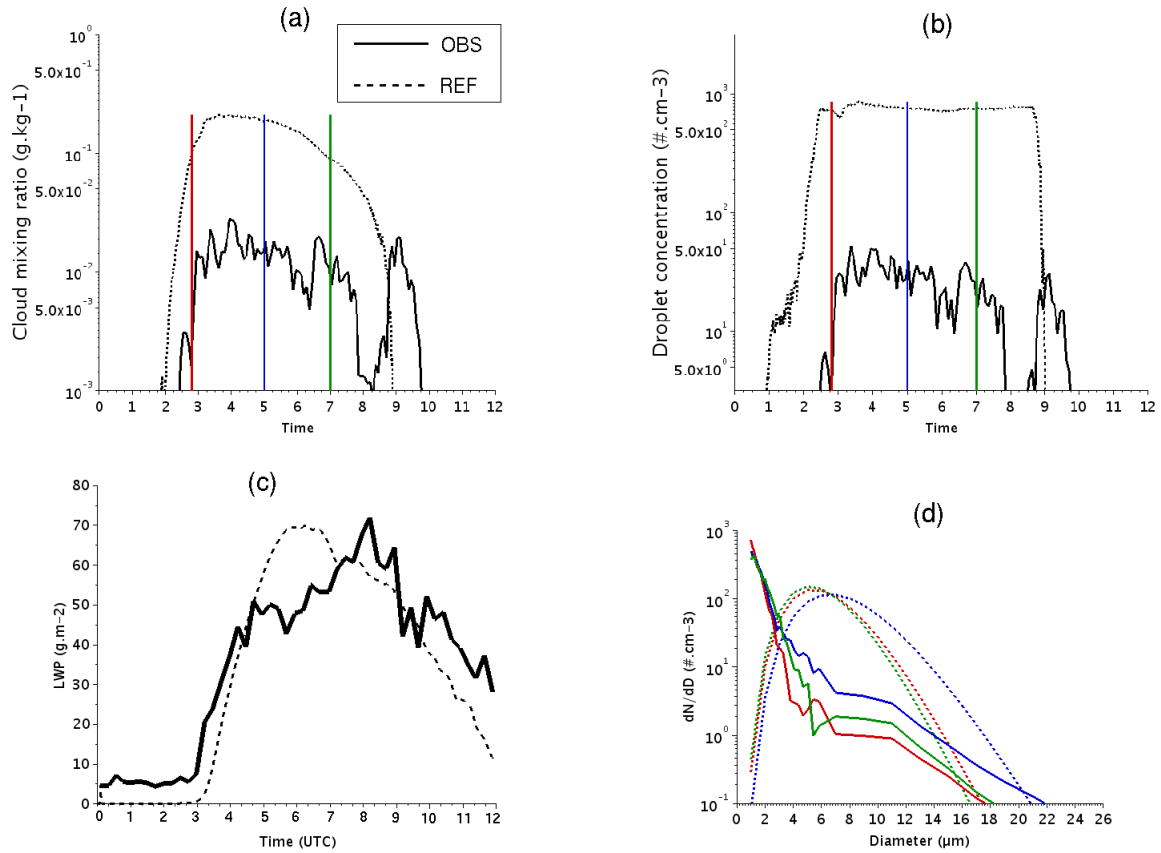 (a)
OBS
REF
Cloud mixing ratio (g.kg−1)
10^0
5.0x10^-1
10^-1
5.0x10^-2
10^-2
5.0x10^-3
10^-3
0 1 2 3 4 5 6 7 8 9 10 11 12
Time
(b)
Droplet concentration (#.cm−3)
10^3
5.0x10^2
10^2
5.0x10^1
10^1
5.0x10^0
0 1 2 3 4 5 6 7 8 9 10 11 12
Time
(c)
LWP (g.m−2)
80
70
60
50
40
30
20
10
0
0 1 2 3 4 5 6 7 8 9 10 11 12
Time (UTC)
(d)
dN/dD (#.cm−3)
10^3
10^2
10^1
10^0
10^-1
0 2 4 6 8 10 12 14 16 18 20 22 24 26
Diameter (µm)